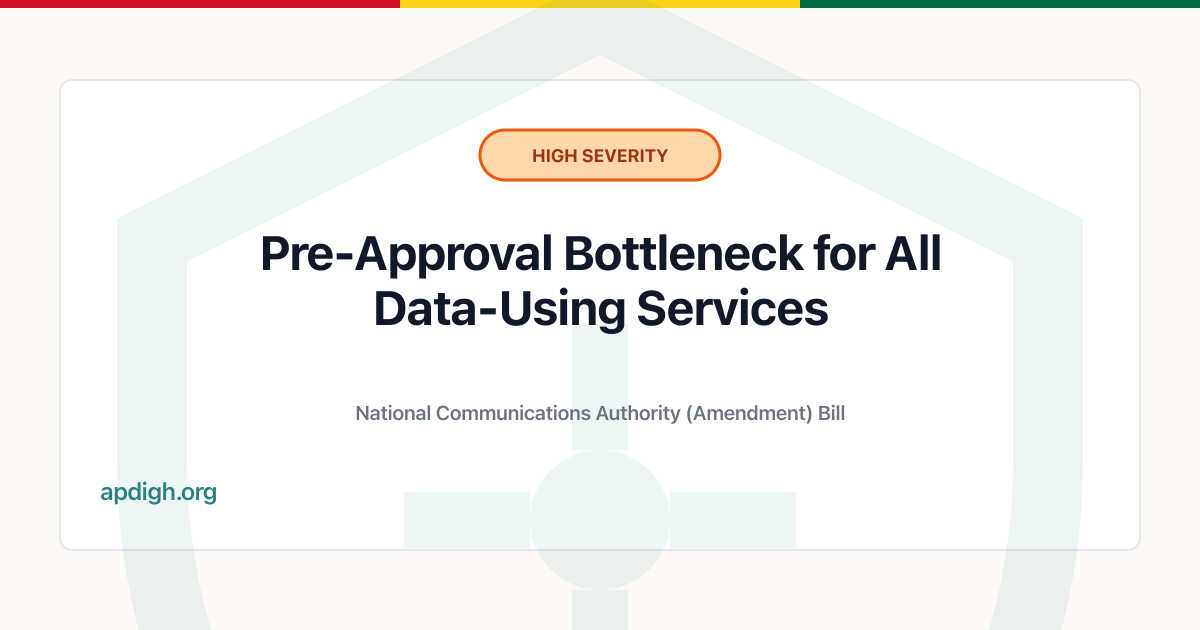 HIGH SEVERITY
Pre-Approval Bottleneck for All
Data-Using Services
National Communications Authority (Amendment) Bill
apdigh.org